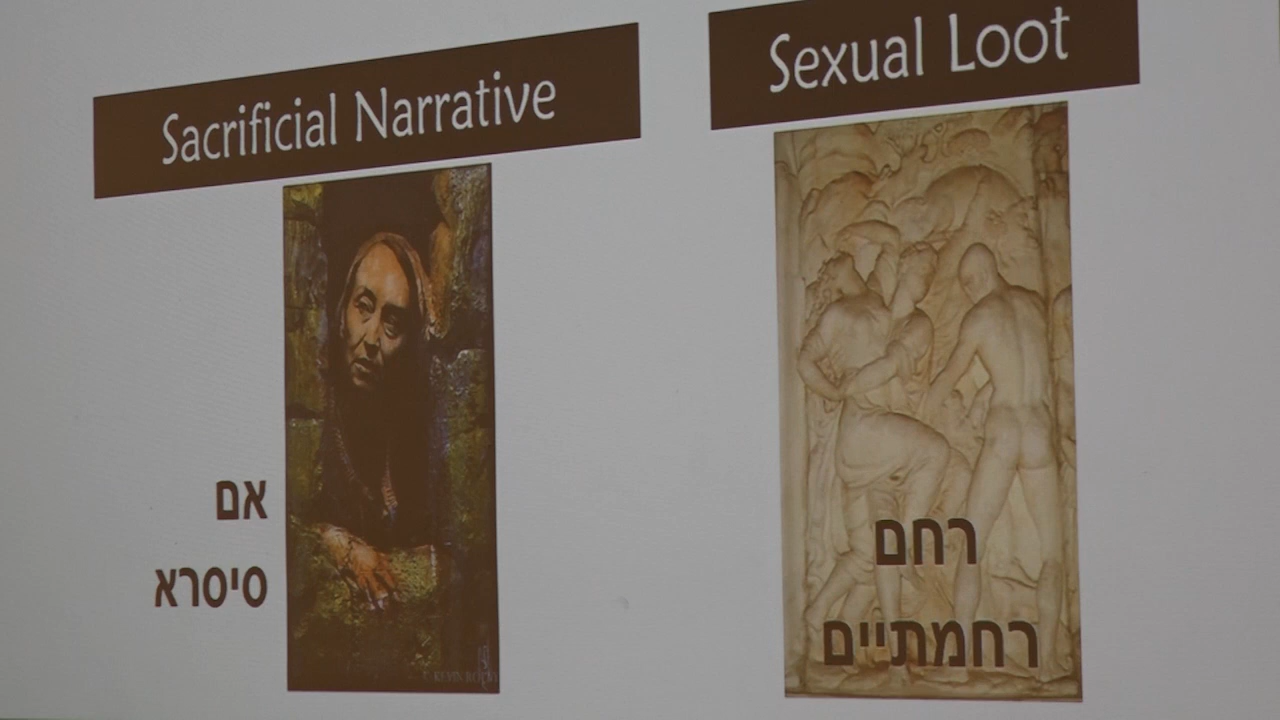 Sacrificial Narrative
Sexual Loot
אם
סיסרא
רחם
רחמתיים